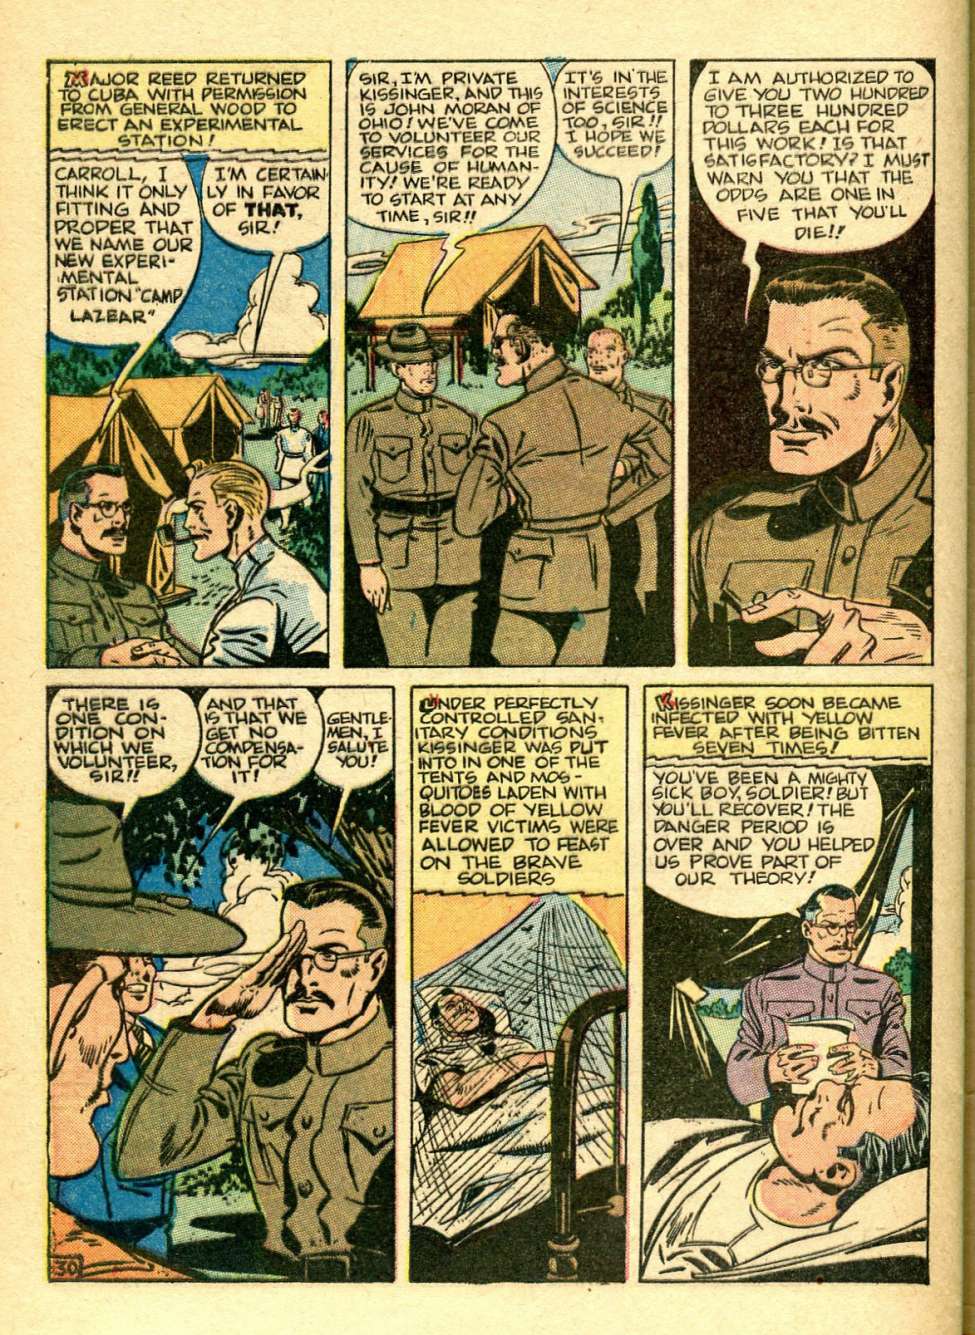 MAJOR REED RETURNED
TO CUBA WITH PERMISSION
FROM GENERAL WOOD TO
ERECT AN EXPERIMENTAL
STATION!
CARROLL, I
THINK IT ONLY
FITTING AND
PROPER THAT
WE NAME OUR
NEW EXPERI-
MENTAL
STATION "CAMP
LAZEAR"
I'M CERTAIN-
LY IN FAVOR
OF THAT,
SIR!
SIR, I'M PRIVATE
KISSINGER, AND THIS
IS JOHN MORAN OF
OHIO! WE'VE COME
TO VOLUNTEER OUR
SERVICES FOR THE
CAUSE OF HUMAN-
ITY! WE'RE READY
TO START AT ANY
TIME, SIR!!
IT'S IN THE
INTERESTS
OF SCIENCE
TOO, SIR!!
I HOPE WE
SUCCEED!
I AM AUTHORIZED TO
GIVE YOU TWO HUNDRED
TO THREE HUNDRED
DOLLARS EACH FOR
THIS WORK! IS THAT
SATISFACTORY? I MUST
WARN YOU THAT THE
ODDS ARE ONE IN
FIVE THAT YOU'LL
DIE!!
THERE IS
ONE CON-
DITION ON
WHICH WE
VOLUNTEER,
SIR!!
AND THAT
IS THAT WE
GET NO
COMPENSA-
TION FOR
IT!
GENTLE-
MEN, I
SALUTE
YOU!
30
UNDER PERFECTLY
CONTROLLED SAN-
ITARY CONDITIONS
KISSINGER WAS PUT
INTO IN ONE OF THE
TENTS AND MOS-
QUITOES LADEN WITH
BLOOD OF YELLOW
FEVER VICTIMS WERE
ALLOWED TO FEAST
ON THE BRAVE
SOLDIERS
KISSINGER SOON BECAME
INFECTED WITH YELLOW
FEVER AFTER BEING BITTEN
SEVEN TIMES!
YOU'VE BEEN A MIGHTY
SICK BOY, SOLDIER! BUT
YOU'LL RECOVER! THE
DANGER PERIOD IS
OVER AND YOU HELPED
US PROVE PART OF
OUR THEORY!